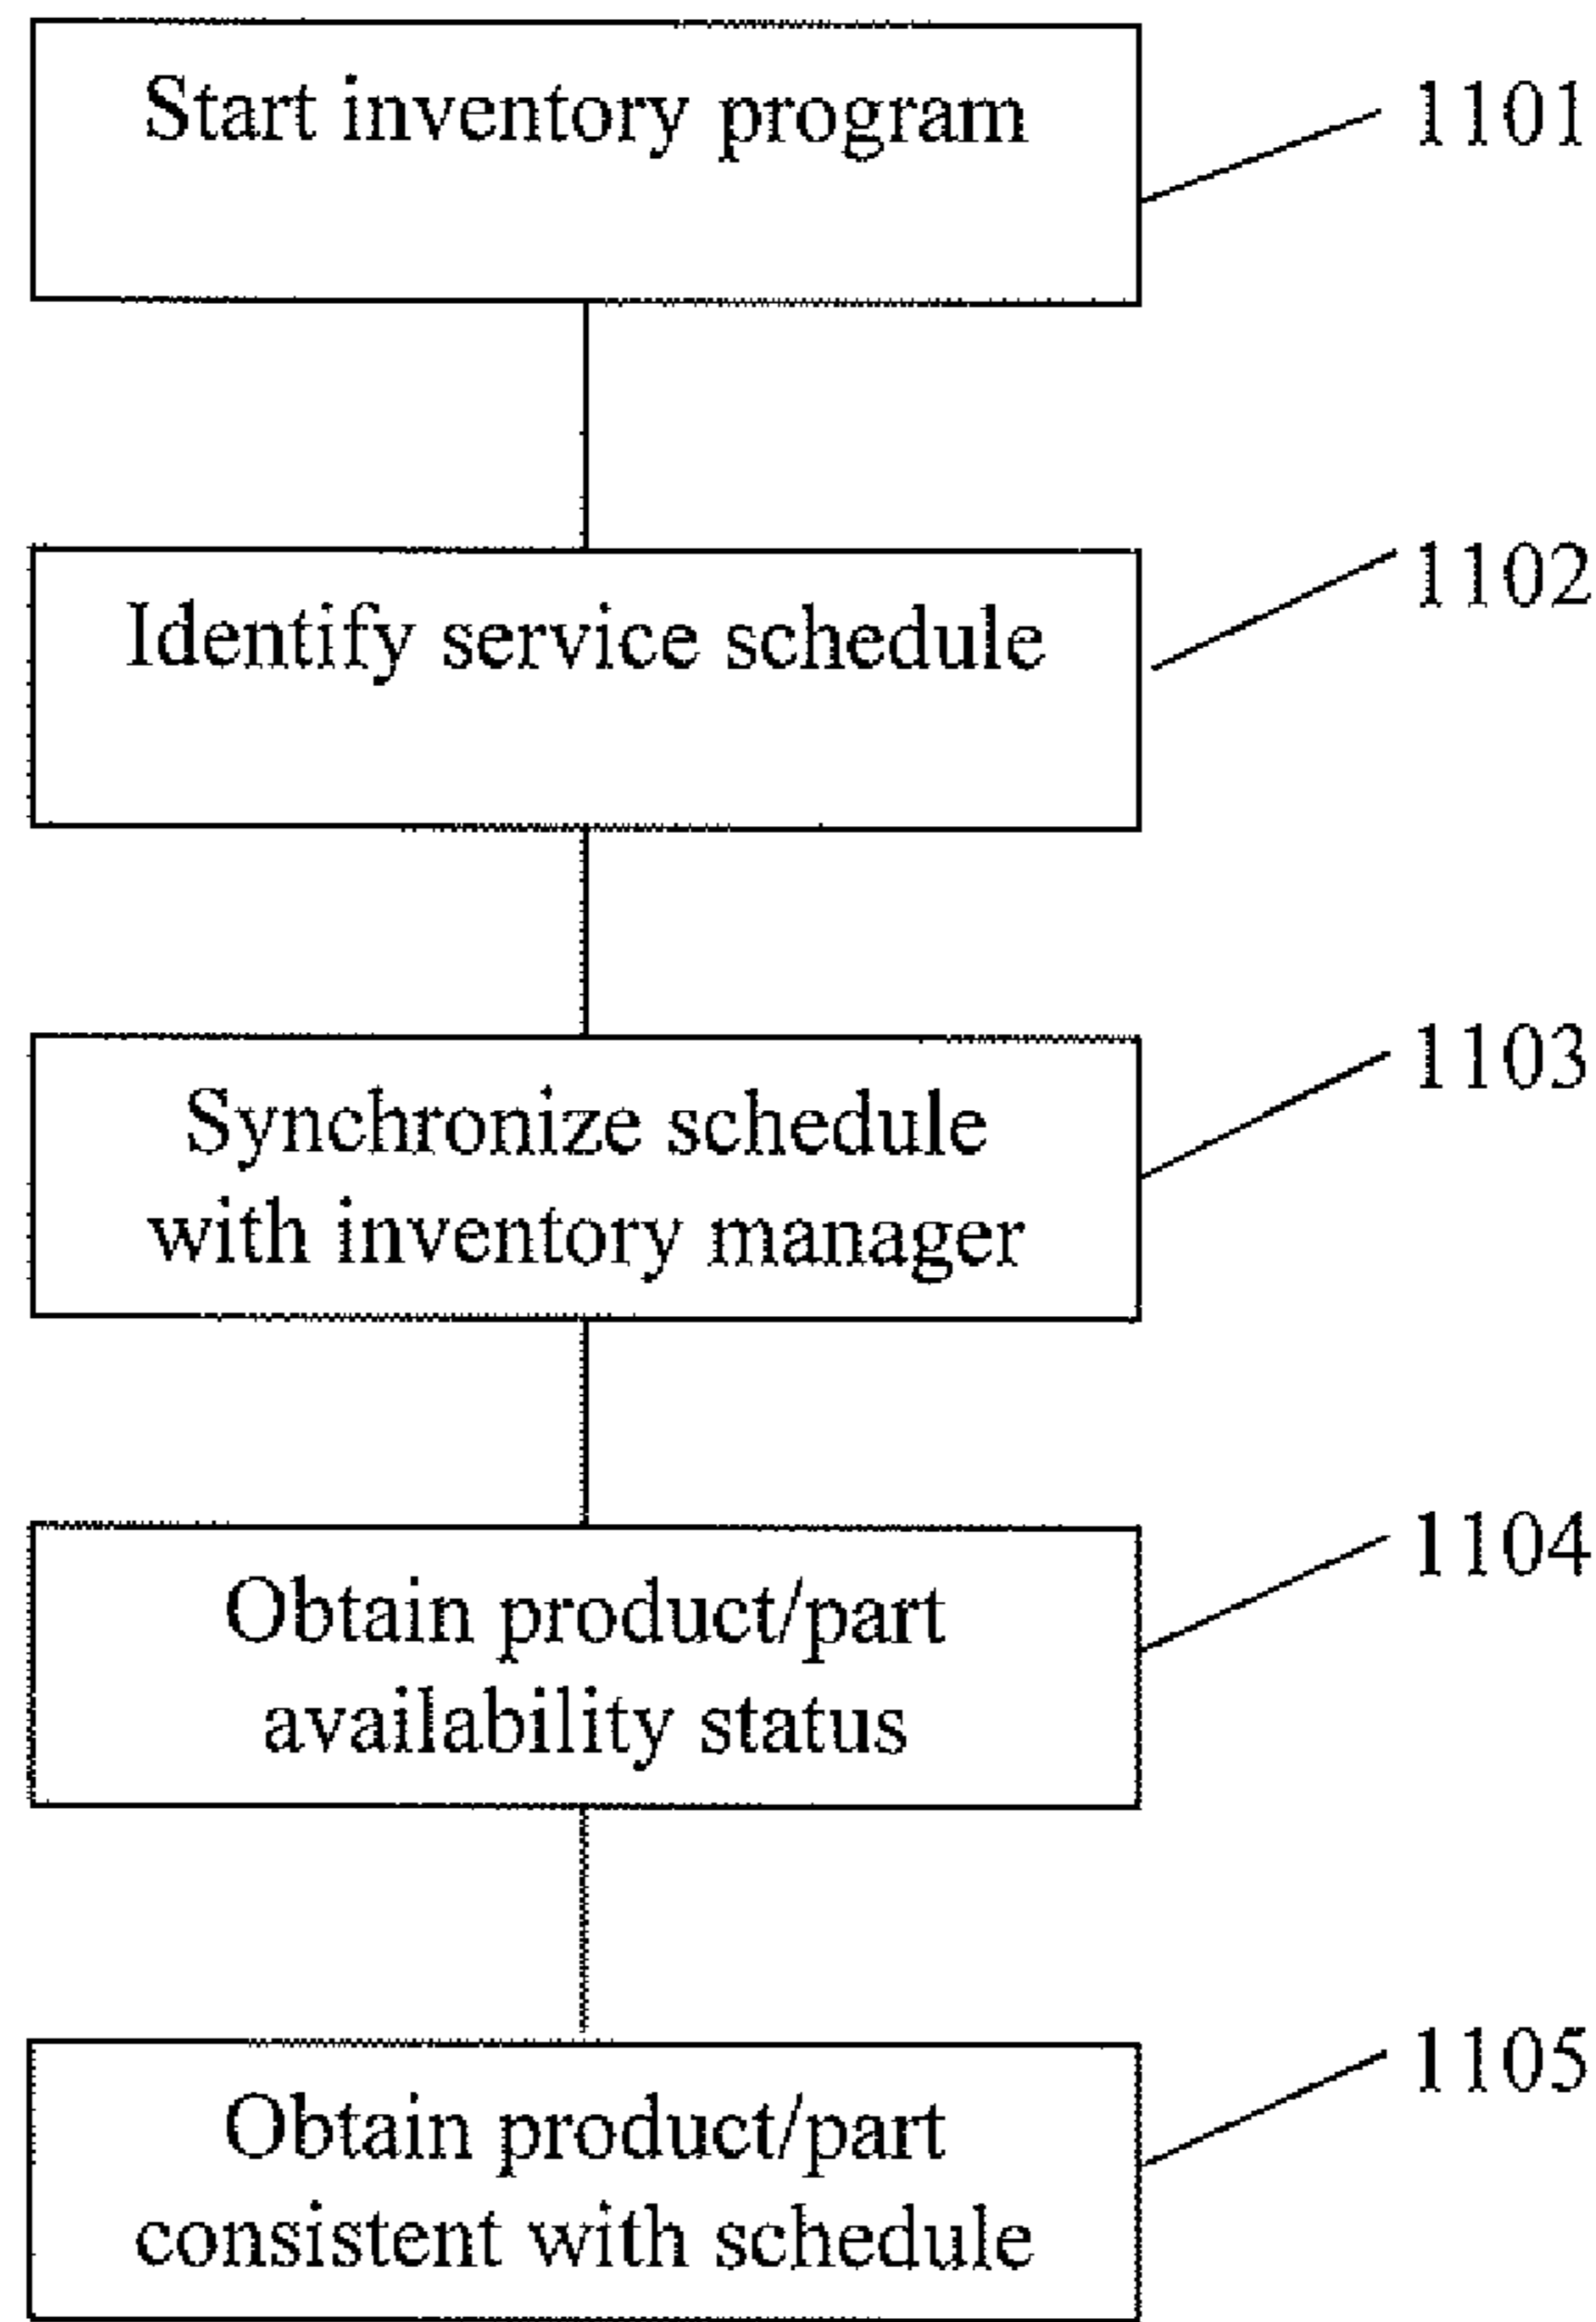 Start inventory program
1101
Identify service schedule
1102
Synchronize schedule
with inventory manager
1103
Obtain product/part
availability status
1104
Obtain product/part
consistent with schedule
1105